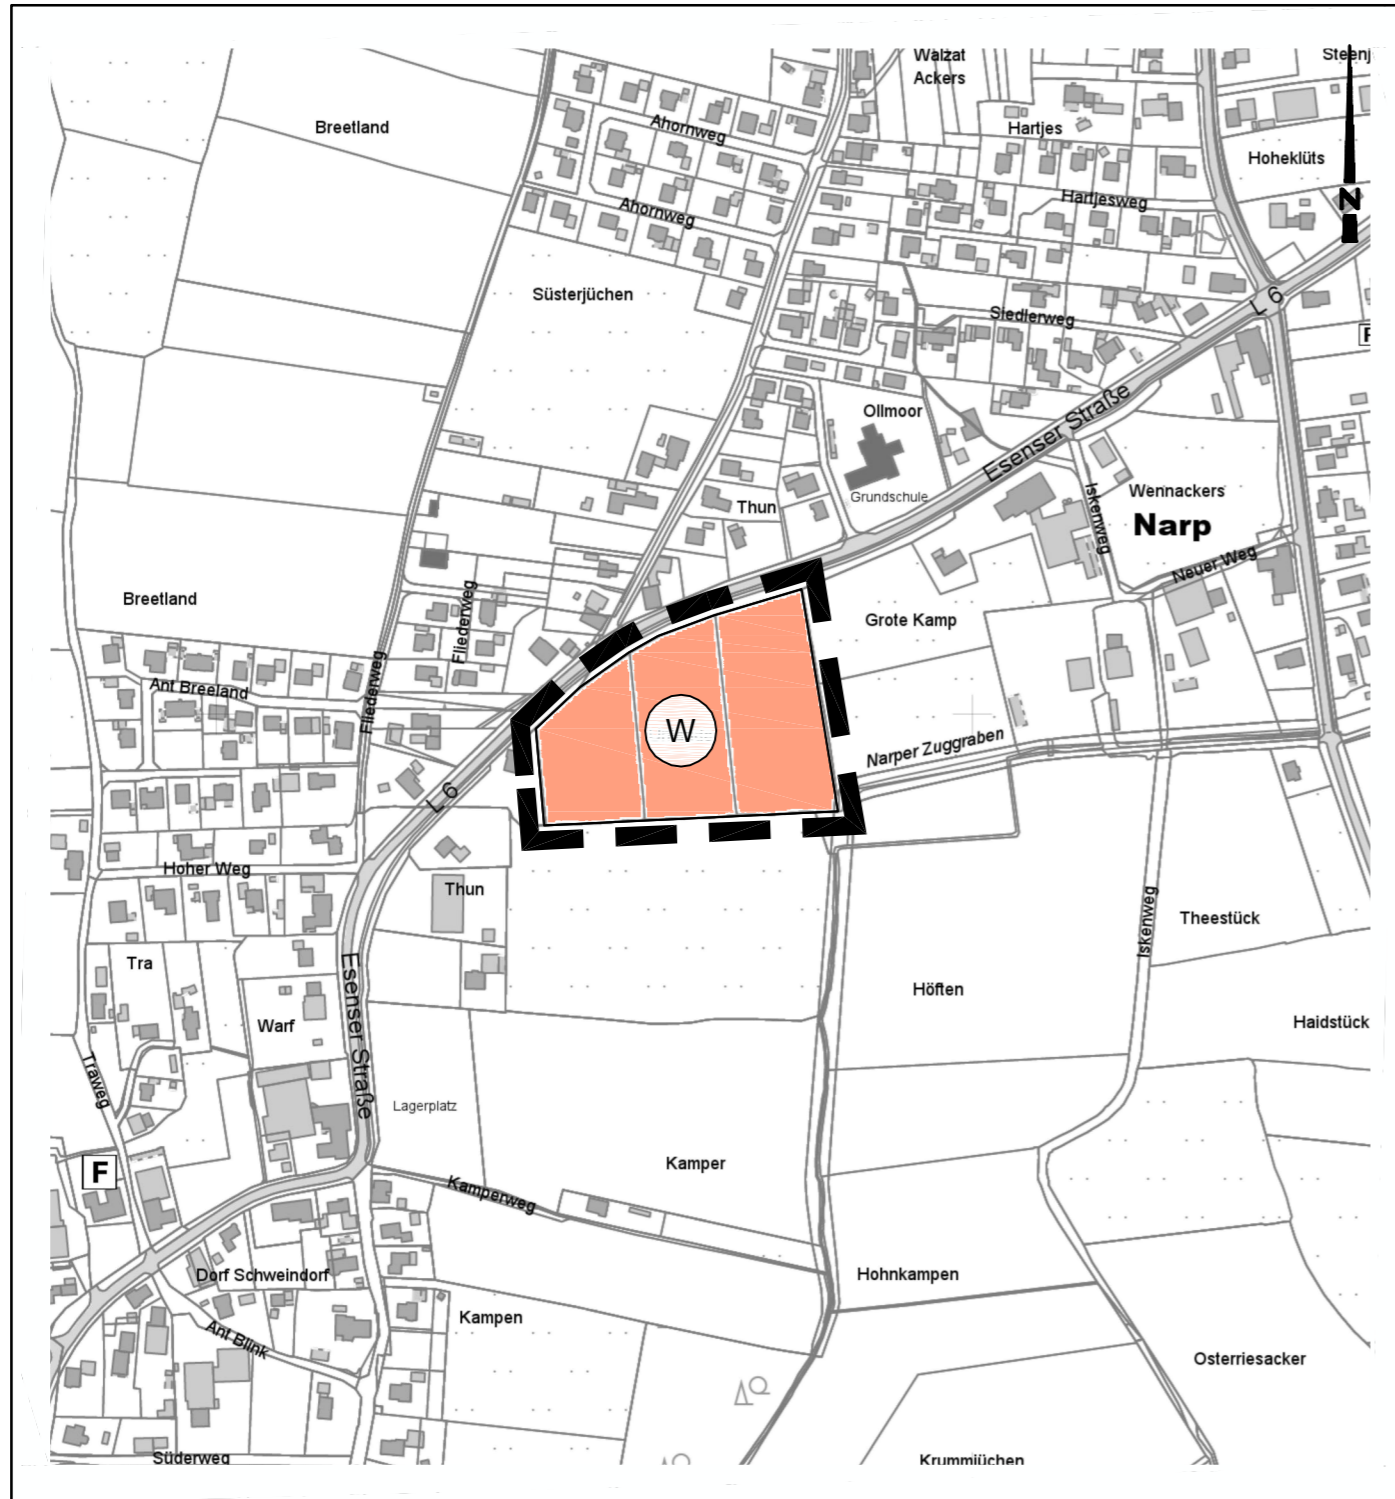 Walzat
Ackers
Steenj
Breetland
Ahornweg
Hartjes
Hoheklüts
N
Hartjesweg
Ahornweg
Süsterjüchen
L 6
Siedlerweg
F
Ollmoor
Esenser Straße
Grundschule
Wennackers
Thun
Iskenweg
Narp
Neuer Weg
Breetland
Fliederweg
Grote Kamp
Ant Breeland
Fliederweg
W
Narper Zuggraben
L 6
Hoher Weg
Thun
Theestück
Iskenweg
Tra
Höften
Esenser Straße
Warf
Haidstück
Traweg
Lagerplatz
F
Kamper
Kamperweg
Dorf Schweindorf
Hohnkampen
Kampen
Ant Blink
Osterriesacker
Süderweg
Krummjüchen